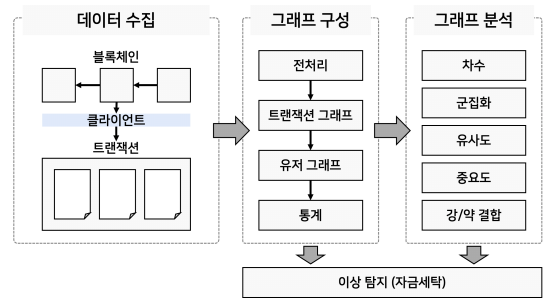 데이터 수집
블록체인
클라이언트
트랜잭션
그래프 구성
전처리
트랜잭션 그래프
유저 그래프
통계
그래프 분석
차수
군집화
유사도
중요도
강/약 결합
이상 탐지 (자금세탁)